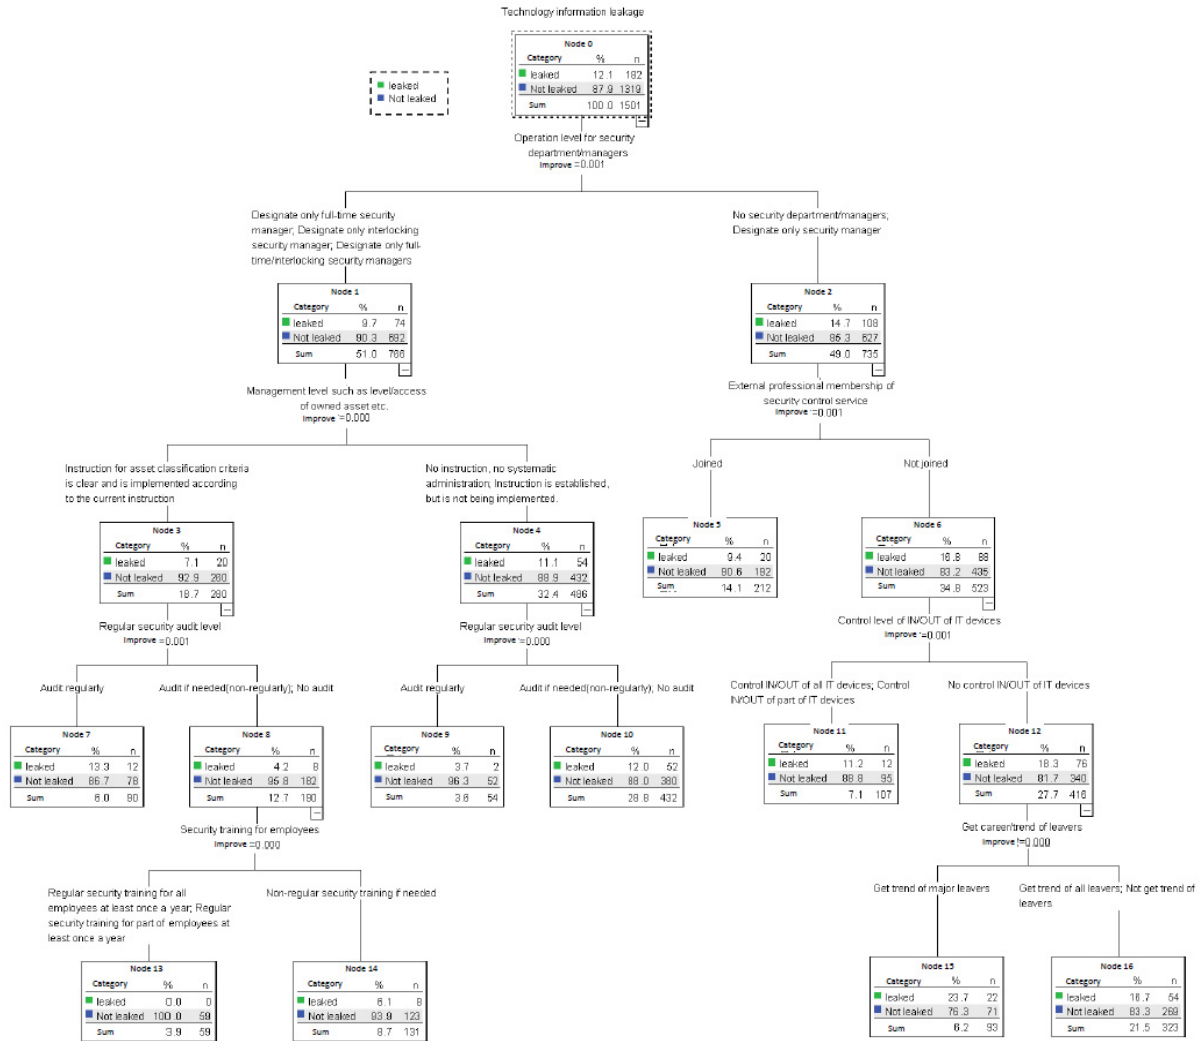 Technology information leakage
leaked
Not leaked
Node 0
Category % n
leaked 12.1 182
Not leaked 87.9 1319
Sum 100.0 1501
Operation level for security
department/managers
Improve =0.001
Designate only full-time security
manager; Designate only interlocking
security manager; Designate only full-
time/interlocking security managers
No security department/managers;
Designate only security manager
Node 1
Category % n
leaked 9.7 74
Not leaked 90.3 692
Sum 51.0 766
Node 2
Category % n
leaked 14.7 108
Not leaked 85.3 627
Sum 49.0 735
Management level such as level/access
of owned asset etc.
Improve =0.000
External professional membership of
security control service
Improve =0.001
Instruction for asset classification criteria
is clear and is implemented according
to the current instruction
No instruction, no systematic
administration; Instruction is established,
but is not being implemented.
Joined
Not joined
Node 3
Category % n
leaked 7.1 20
Not leaked 92.9 260
Sum 18.7 280
Node 4
Category % n
leaked 11.1 54
Not leaked 88.9 432
Sum 32.4 486
Node 5
Category % n
leaked 9.4 20
Not leaked 90.6 192
Sum 14.1 212
Node 6
Category % n
leaked 16.8 88
Not leaked 83.2 435
Sum 34.8 523
Regular security audit level
Improve =0.001
Regular security audit level
Improve =0.000
Control level of IN/OUT of IT devices
Improve =0.001
Audit regularly
Audit if needed(non-regularly); No audit
Audit regularly
Audit if needed(non-regularly); No audit
Control IN/OUT of all IT devices; Control
IN/OUT of part of IT devices
No control IN/OUT of IT devices
Node 7
Category % n
leaked 13.3 12
Not leaked 86.7 78
Sum 6.0 90
Node 8
Category % n
leaked 4.2 8
Not leaked 95.8 182
Sum 12.7 190
Node 9
Category % n
leaked 3.7 2
Not leaked 96.3 52
Sum 3.6 54
Node 10
Category % n
leaked 12.0 52
Not leaked 88.0 380
Sum 28.8 432
Node 11
Category % n
leaked 11.2 12
Not leaked 88.8 95
Sum 7.1 107
Node 12
Category % n
leaked 18.3 76
Not leaked 81.7 340
Sum 27.7 416
Security training for employees
Improve =0.000
Get career/trend of leavers
Improve =0.000
Regular security training for all
employees at least once a year; Regular
security training for part of employees at
least once a year
Non-regular security training if needed
Get trend of major leavers
Get trend of all leavers; Not get trend of
leavers
Node 13
Category % n
leaked 0.0 0
Not leaked 100.0 59
Sum 3.9 59
Node 14
Category % n
leaked 6.1 8
Not leaked 93.9 123
Sum 8.7 131
Node 15
Category % n
leaked 23.7 22
Not leaked 76.3 71
Sum 6.2 93
Node 16
Category % n
leaked 16.7 54
Not leaked 83.3 269
Sum 21.5 323